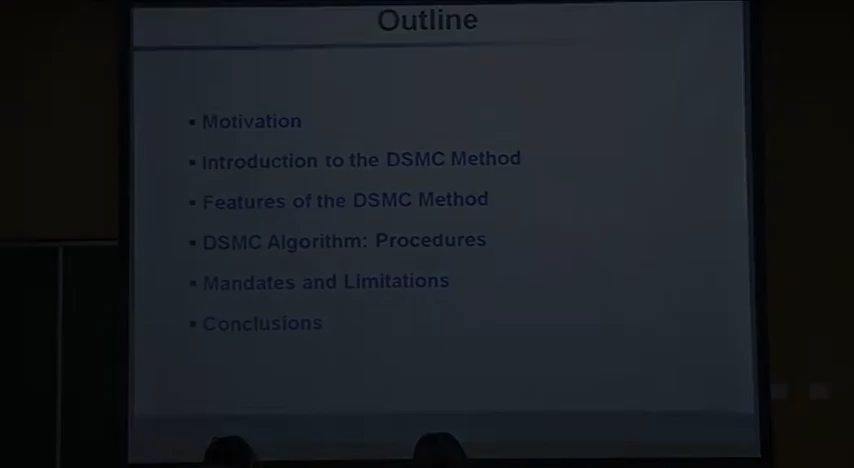 Outline
▪ Motivation
▪ Introduction to the DSMC Method
▪ Features of the DSMC Method
▪ DSMC Algorithm: Procedures
▪ Mandates and Limitations
▪ Conclusions